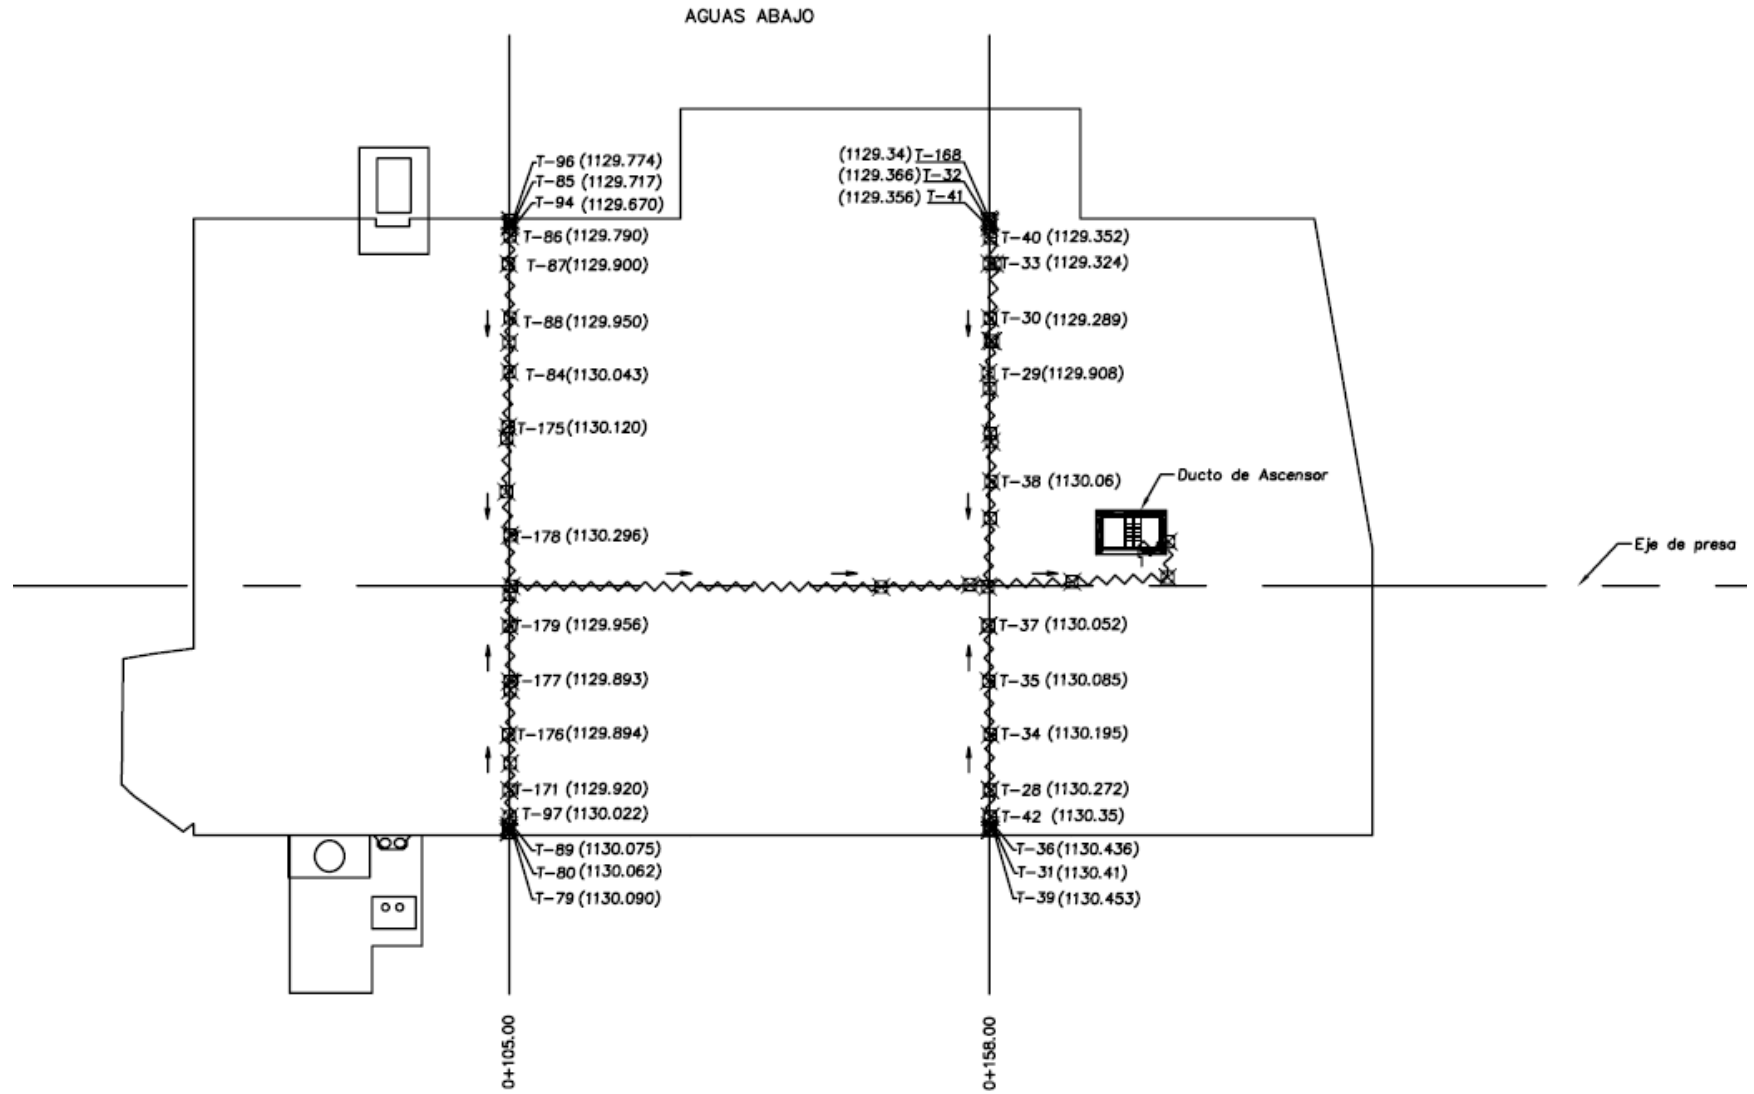 AGUAS ABAJO
T-96 (1129.774)
T-85 (1129.717)
T-94 (1129.670)
T-86 (1129.790)
T-87(1129.900)
T-88(1129.950)
T-84(1130.043)
T-175(1130.120)
T-178 (1130.296)
T-179 (1129.956)
T-177 (1129.893)
T-176(1129.894)
T-171 (1129.920)
T-97 (1130.022)
T-89 (1130.075)
T-80 (1130.062)
T-79 (1130.090)
(1129.34) T-168
(1129.366) T-32
(1129.356) T-41
T-40 (1129.352)
T-33 (1129.324)
T-30 (1129.289)
T-29(1129.908)
T-38 (1130.06)
Ducto de Ascensor
Eje de presa
T-37 (1130.052)
T-35 (1130.085)
T-34 (1130.195)
T-28 (1130.272)
T-42 (1130.35)
T-36(1130.436)
T-31 (1130.41)
T-39(1130.453)
0+105.00
0+158.00